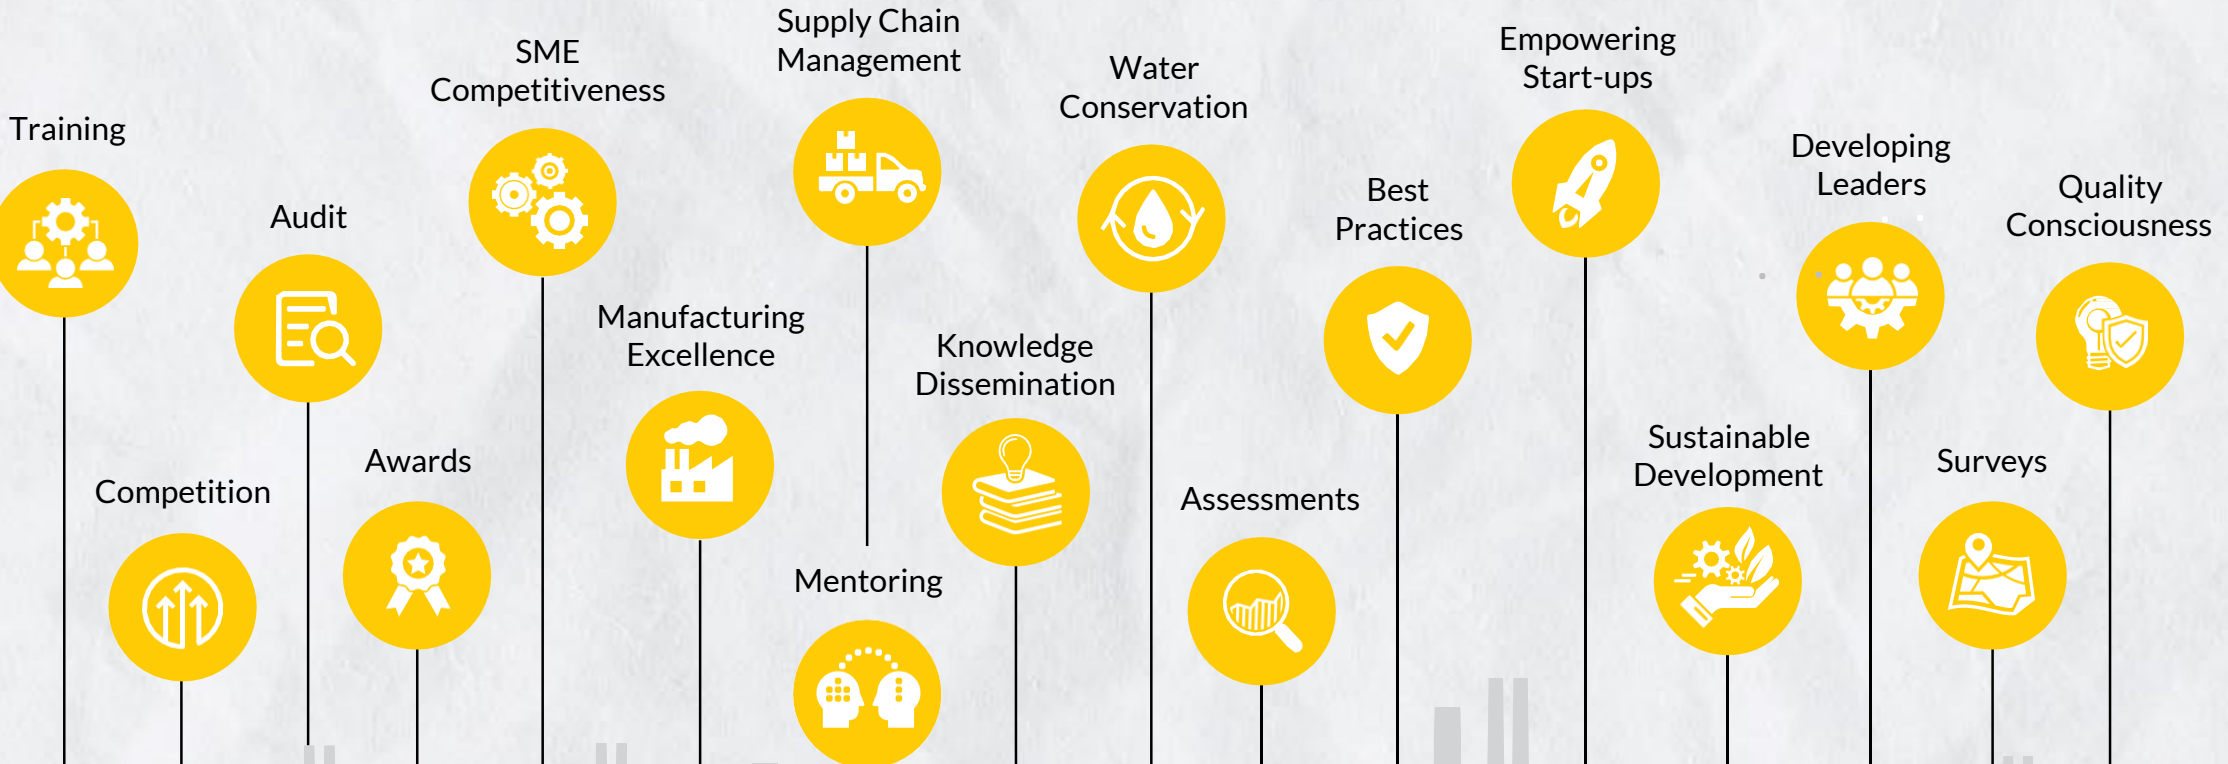 Training
Competition
Audit
Awards
SME
Competitiveness
Manufacturing
Excellence
Supply Chain
Management
Mentoring
Knowledge
Dissemination
Water
Conservation
Assessments
Best
Practices
Empowering
Start-ups
Sustainable
Development
Developing
Leaders
Surveys
Quality
Consciousness